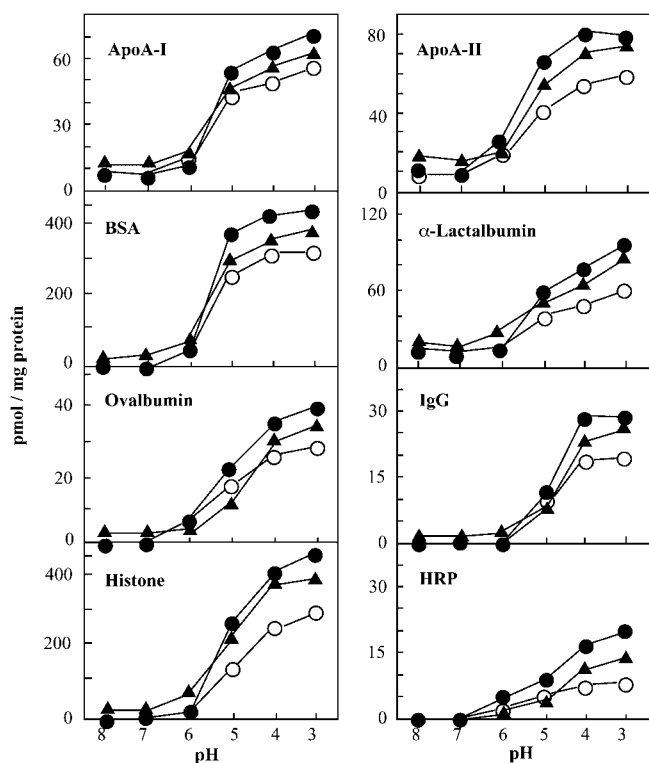 ApoA-I
60
30
0
ApoA-II
80
40
0
BSA
400
200
0
α-Lactalbumin
120
60
0
pmol / mg protein
Ovalbumin
40
20
0
IgG
30
15
0
Histone
400
200
0
HRP
30
15
0
8 7 6 5 4 3
pH
8 7 6 5 4 3
pH